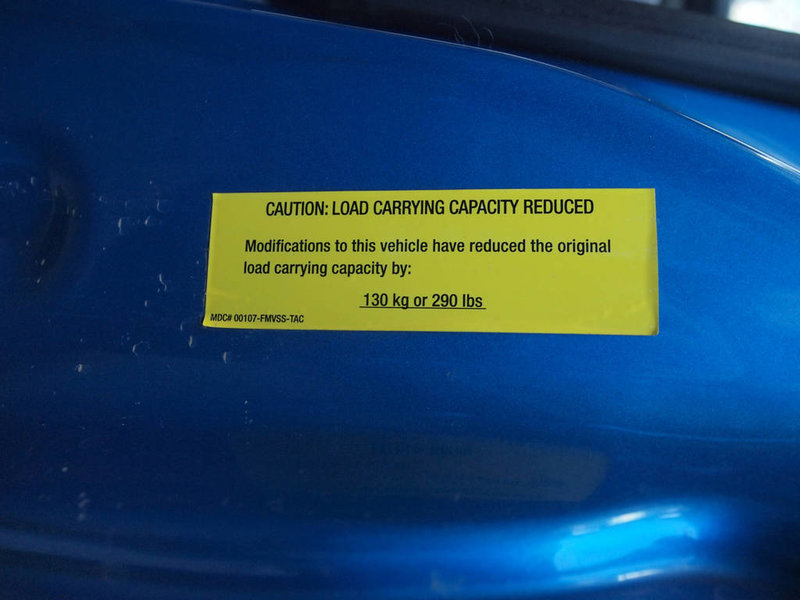 CAUTION: LOAD CARRYING CAPACITY REDUCED
Modifications to this vehicle have reduced the original
load carrying capacity by:
130 kg or 290 lbs
MDC# 00107-FMVSS-TAC